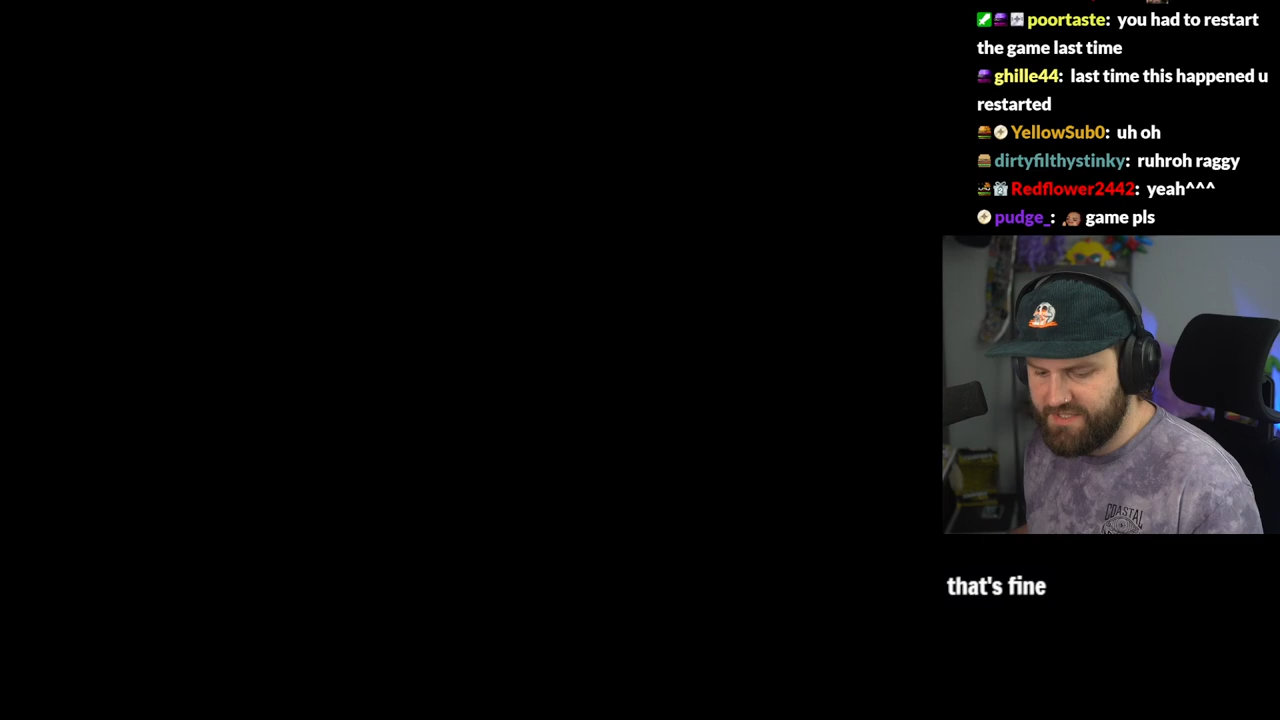 poortaste: you had to restart
the game last time
ghille44: last time this happened u
restarted
YellowSub0: uh oh
dirtyfilthystinky: ruhroh raggy
Redflower2442: yeah^^^
pudge_: game pls
COASTAL
that's fine